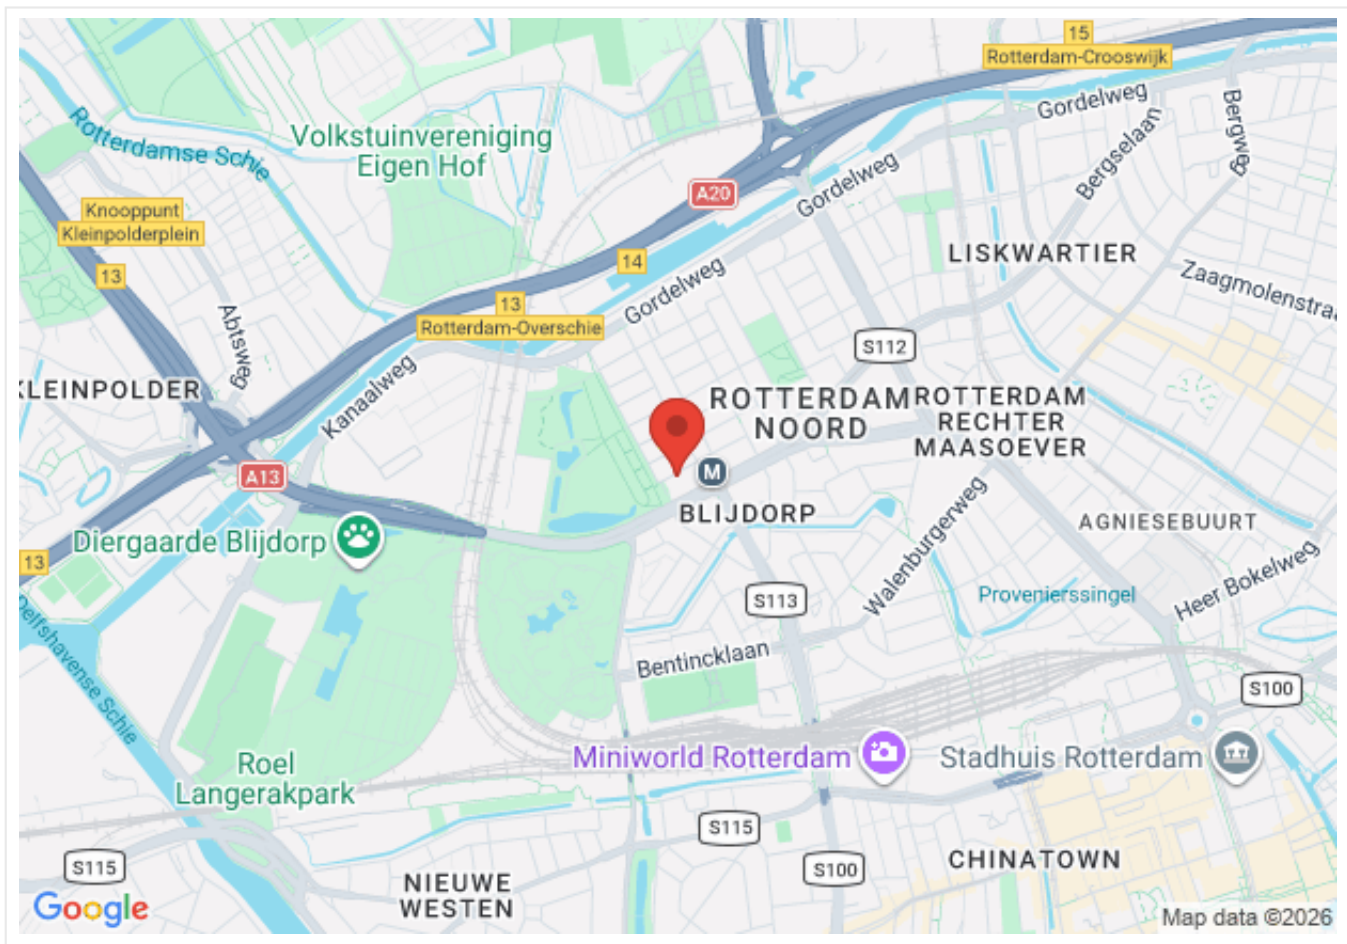 15
Rotterdam-Crooswijk
Gordelweg
Bergselaan
Bergweg
Rotterdamse Schie
Volkstuinvereniging
Eigen Hof
A20
Gordelweg
Knooppunt
Kleinpolderplein
13
14
LISKWARTIER
Zaagmolenstraa
Gordelweg
13
Rotterdam-Overschie
Abtsweg
S112
KLEINPOLDER
Kanaalweg
ROTTERDAM
NOORD
ROTTERDAM
RECHTER
MAASOEVER
A13
M
BLIJDORP
Walenburgerweg
AGNIESEBUURT
Diergaarde Blijdorp
13
Heer Bokelweg
S113
Provenierssingel
Delfshavense Schie
Bentincklaan
S100
Miniworld Rotterdam
Stadhuis Rotterdam
Roel
Langerakpark
S115
S115
S100
CHINATOWN
NIEUWE
WESTEN
Google
Map data ©2026